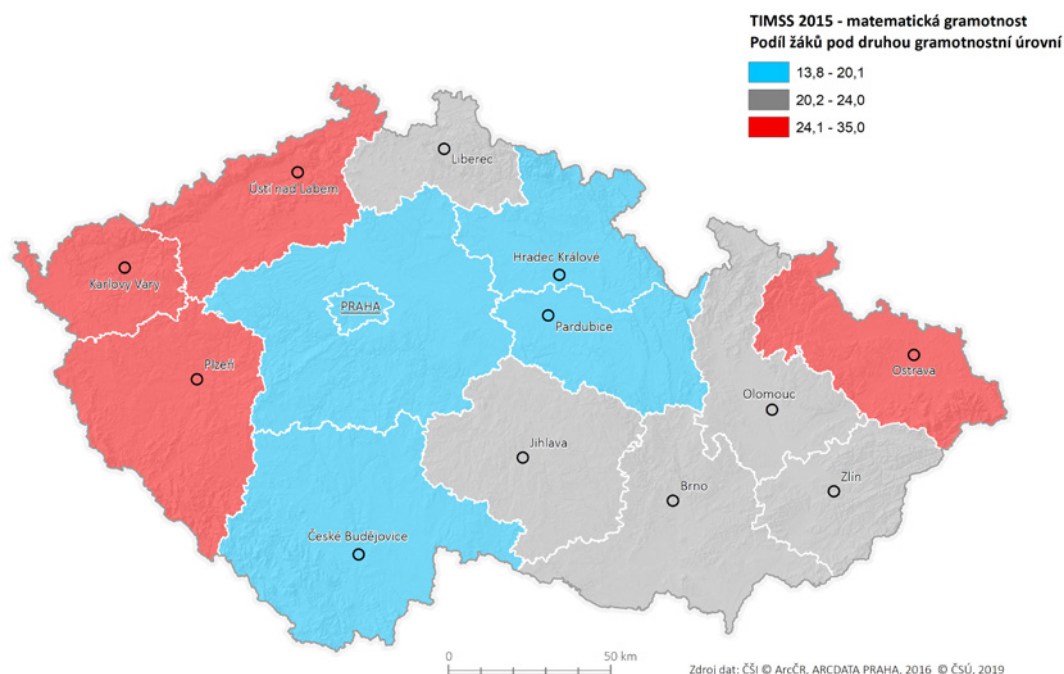 TIMSS 2015 - matematická gramotnost
Podíl žáků pod druhou gramotnostní úrovní
13,8 - 20,1
20,2 - 24,0
24,1 - 35,0
Liberec
Ústí nad Labem
Hradec Králové
Karlovy Vary
PRAHA
Pardubice
Plzeň
Ostrava
Olomouc
Jihlava
Zlín
Brno
České Budějovice
0 50 km
Zdroj dat: ČŠI © ArcČR, ARCDATA PRAHA, 2016 © ČSÚ, 2019